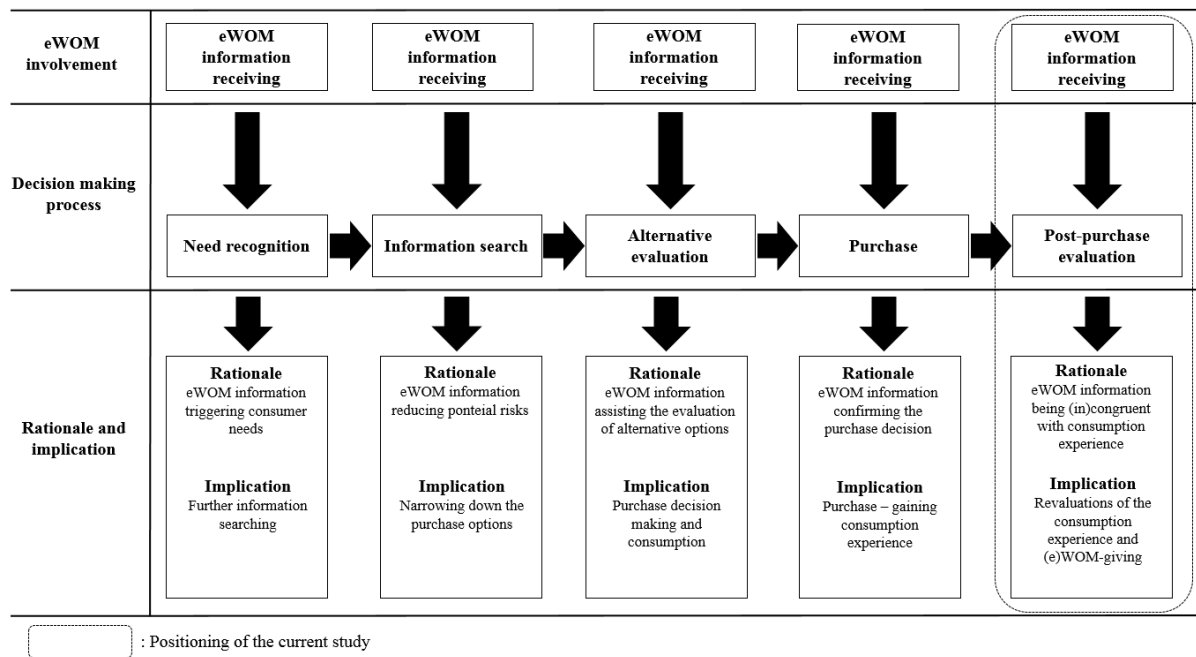 eWOM
involvement
eWOM
information
receiving
eWOM
information
receiving
eWOM
information
receiving
eWOM
information
receiving
eWOM
information
receiving
Decision making
process
Need recognition
Information search
Alternative
evaluation
Purchase
Post-purchase
evaluation
Rationale and
implication
Rationale
eWOM information
triggering consumer
needs
Implication
Further information
searching
Rationale
eWOM information
reducing ponteial risks
Implication
Narrowing down the
purchase options
Rationale
eWOM information
assisting the evaluation
of alternative options
Implication
Purchase decision
making and
consumption
Rationale
eWOM information
confirming the
purchase decision
Implication
Purchase – gaining
consumption
experience
Rationale
eWOM information
being (in)congruent
with consumption
experience
Implication
Revaluations of the
consumption
experience and
(e)WOM-giving
: Positioning of the current study